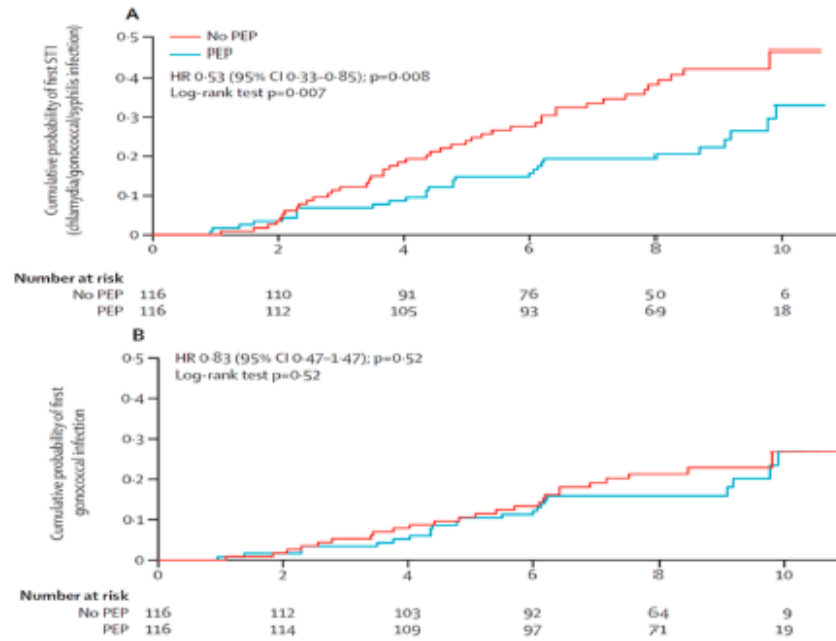 A
No PEP
PEP
HR 0·53 (95% CI 0·33–0·85); p=0·008
Log-rank test p=0·007
Cumulative probability of first STI
(chlamydia/gonococcal/syphilis infection)
0·5
0·4
0·3
0·2
0·1
0
0 2 4 6 8 10
Number at risk
No PEP 116 110 91 76 50 6
PEP 116 112 105 93 69 18
B
HR 0·83 (95% CI 0·47–1·47); p=0·52
Log-rank test p=0·52
Cumulative probability of first
gonococcal infection
0·5
0·4
0·3
0·2
0·1
0
0 2 4 6 8 10
Number at risk
No PEP 116 112 103 92 64 9
PEP 116 114 109 97 71 19